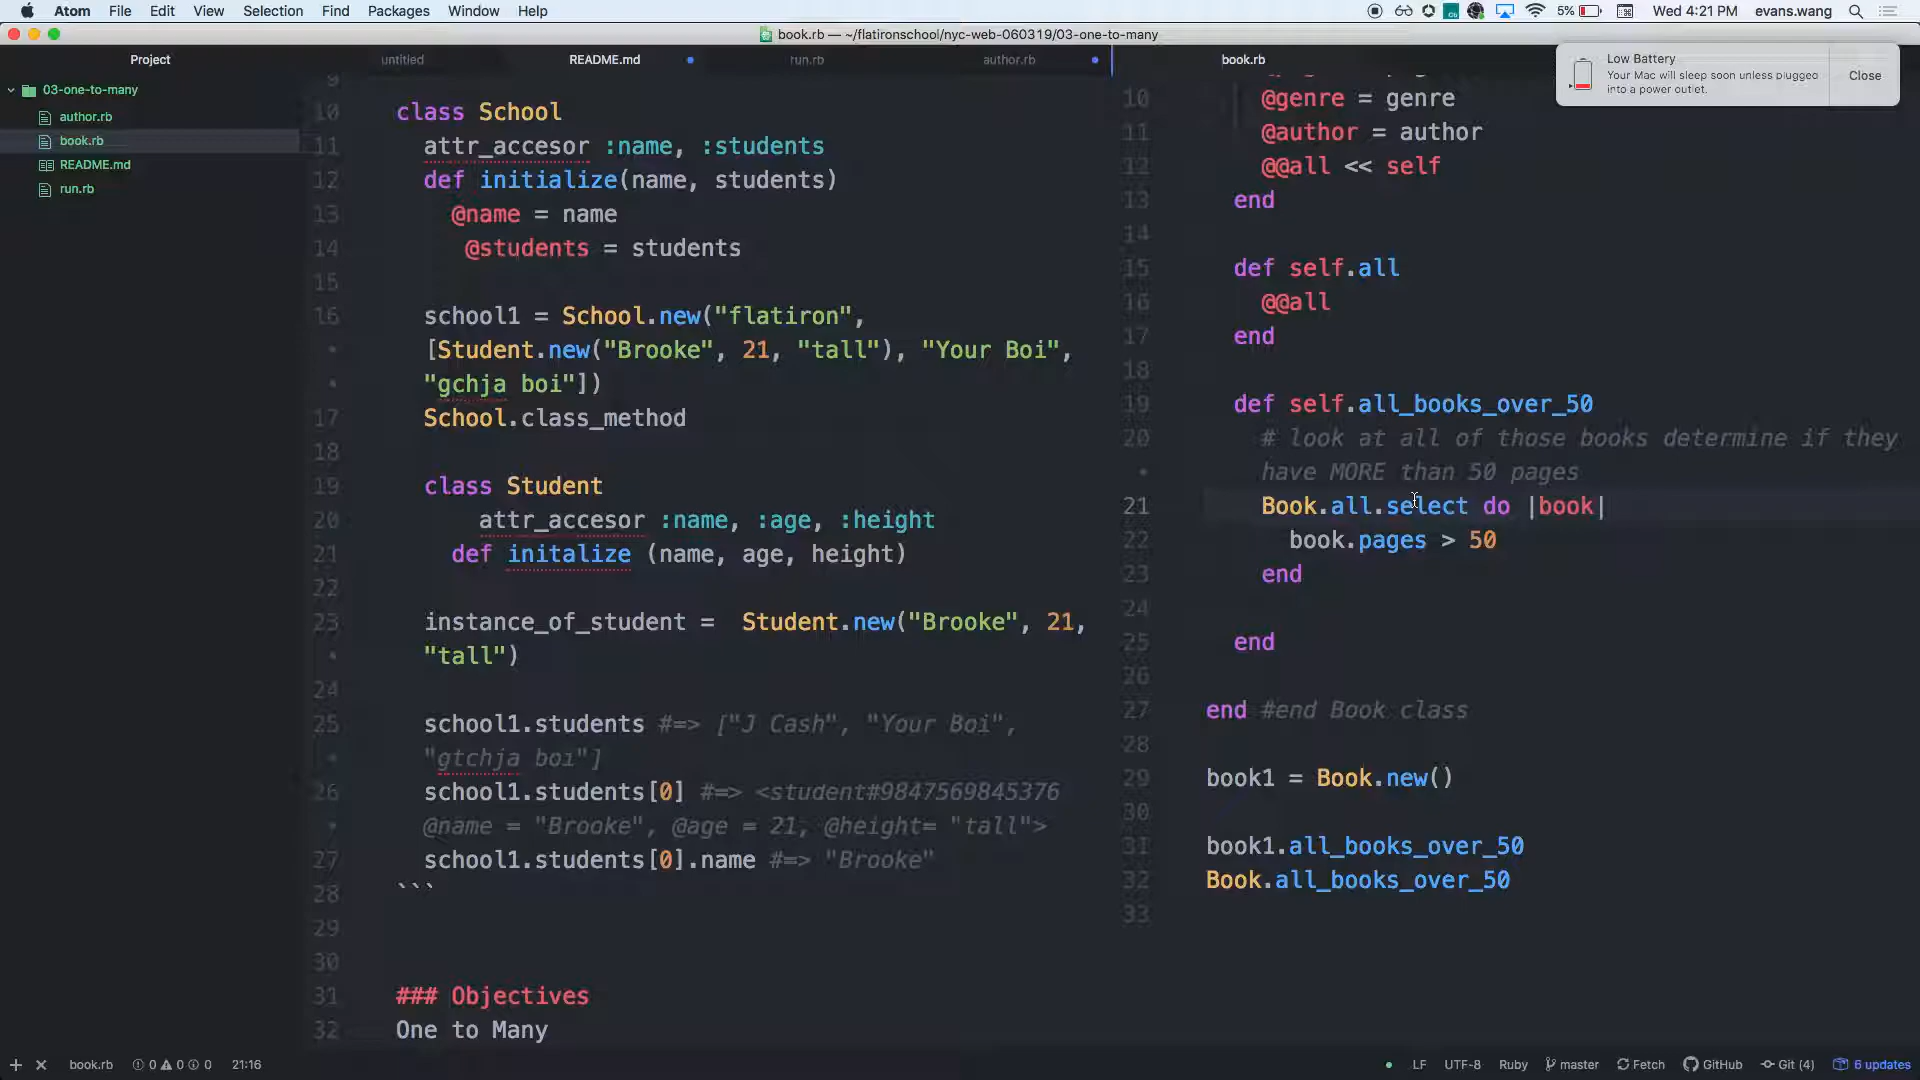 Atom File Edit View Selection Find Packages Window Help 5% Wed 4:21 PM evans.wang
book.rb — ~/flatironschool/nyc-web-060319/03-one-to-many
Project
untitled
README.md
run.rb
author.rb
book.rb
Low Battery
Your Mac will sleep soon unless plugged
into a power outlet.
Close
03-one-to-many
author.rb
book.rb
README.md
run.rb
9
10 class School
11 attr_accesor :name, :students
12 def initialize(name, students)
13 @name = name
14 @students = students
15
16 school1 = School.new("flatiron",
[Student.new("Brooke", 21, "tall"), "Your Boi",
"gchja boi"])
17 School.class_method
18
19 class Student
20 attr_accesor :name, :age, :height
21 def initalize (name, age, height)
22
23 instance_of_student = Student.new("Brooke", 21,
"tall")
24
25 school1.students #=> ["J Cash", "Your Boi",
"gtchja boi"]
26 school1.students[0] #=> <student#9847569845376
@name = "Brooke", @age = 21, @height= "tall">
27 school1.students[0].name #=> "Brooke"
28 ```
29
30
31 ### Objectives
32 One to Many
10 @genre = genre
11 @author = author
12 @@all << self
13 end
14
15 def self.all
16 @@all
17 end
18
19 def self.all_books_over_50
20 # look at all of those books determine if they
have MORE than 50 pages
21 Book.all.select do |book|
22 book.pages > 50
23 end
24
25 end
26
27 end #end Book class
28
29 book1 = Book.new()
30
31 book1.all_books_over_50
32 Book.all_books_over_50
33
book.rb 0 0 0 21:16
LF UTF-8 Ruby master Fetch GitHub Git (4) 6 updates